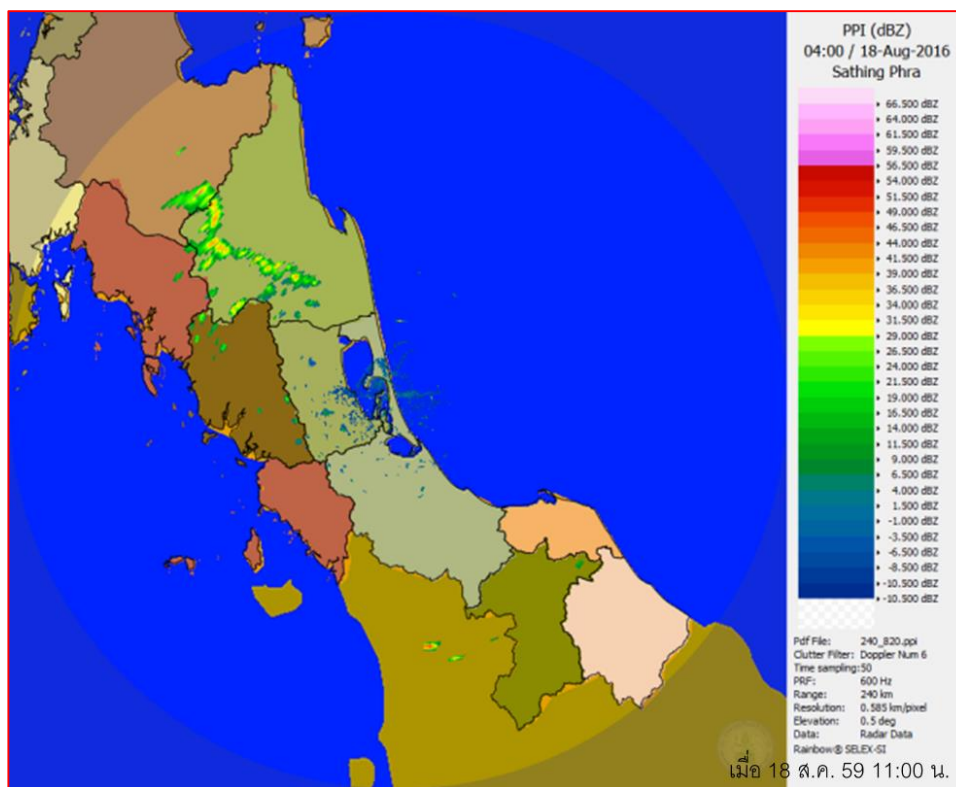 PPI (dBZ)
04:00 / 18-Aug-2016
Sathing Phra
66.500 dBZ
64.000 dBZ
61.500 dBZ
59.500 dBZ
56.500 dBZ
54.000 dBZ
51.500 dBZ
49.000 dBZ
46.500 dBZ
44.000 dBZ
41.500 dBZ
39.000 dBZ
36.500 dBZ
34.000 dBZ
31.500 dBZ
29.000 dBZ
26.500 dBZ
24.000 dBZ
21.500 dBZ
19.000 dBZ
16.500 dBZ
14.000 dBZ
11.500 dBZ
9.000 dBZ
6.500 dBZ
4.000 dBZ
1.500 dBZ
-1.000 dBZ
-3.500 dBZ
-6.500 dBZ
-8.500 dBZ
-10.500 dBZ
-10.500 dBZ
Pdf File: 240_820.ppi
Clutter Filter: Doppler Num 6
Time sampling:50
PRF: 600 Hz
Range: 240 km
Resolution: 0.585 km/pixel
Elevation: 0.5 deg
Data: Radar Data
Rainbow® SELEX-SI
เมื่อ 18 ส.ค. 59 11:00 น.